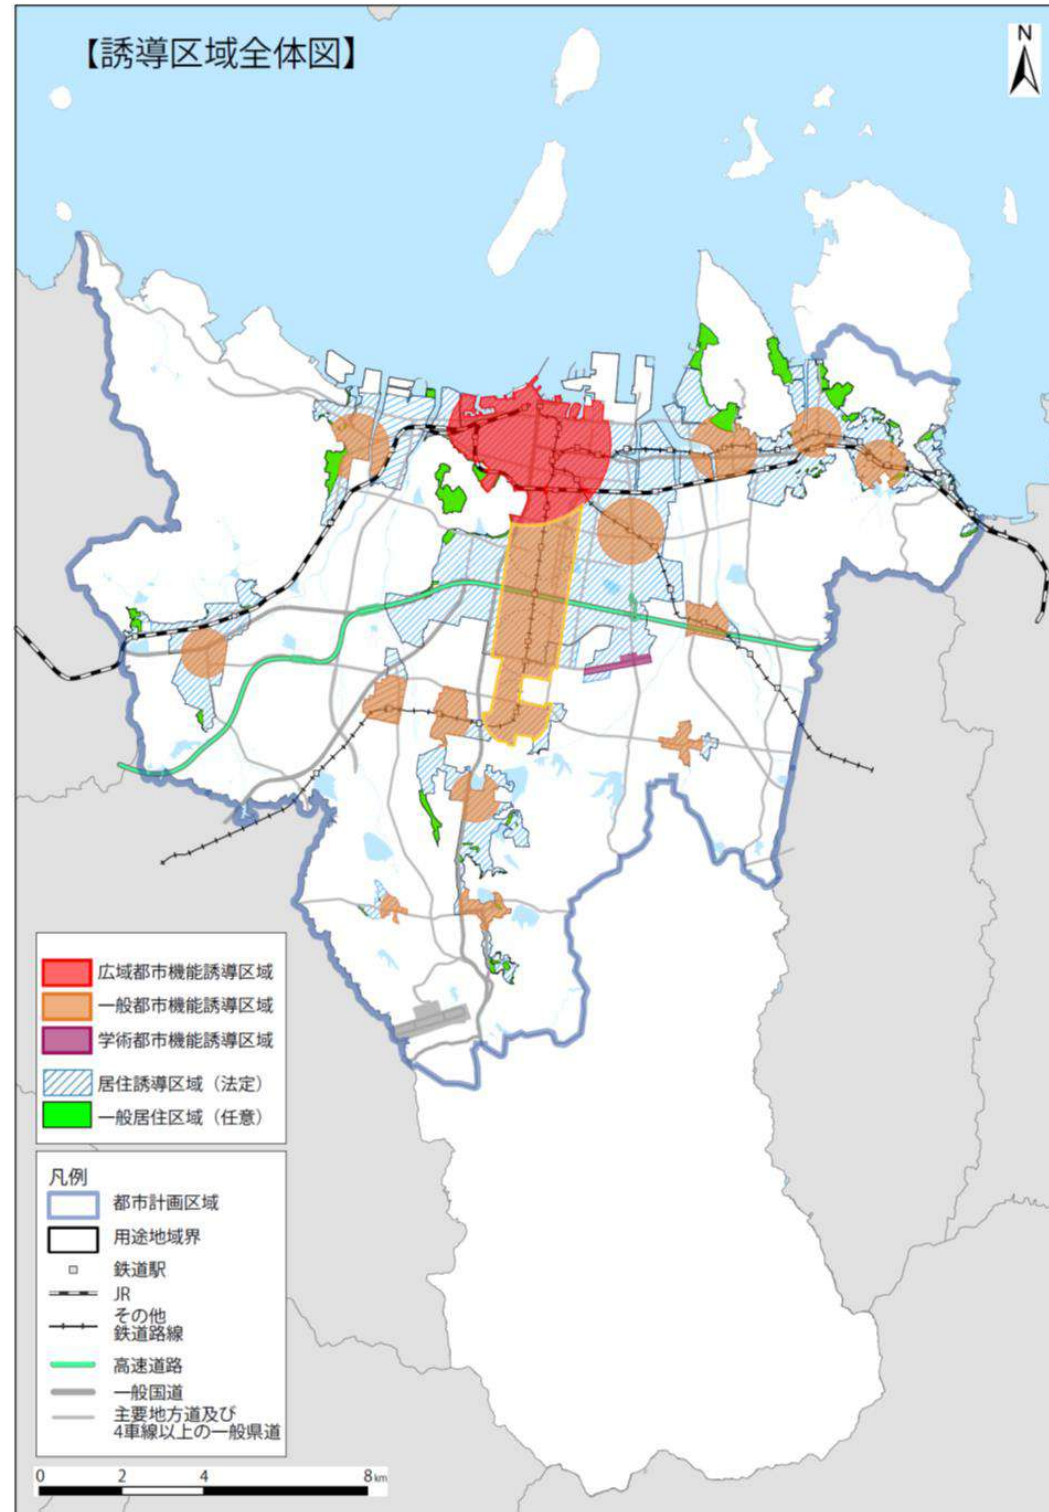 【誘導区域全体図】
N
広域都市機能誘導区域
一般都市機能誘導区域
学術都市機能誘導区域
居住誘導区域（法定）
一般居住区域（任意）
凡例
都市計画区域
用途地域界
鉄道駅
JR
その他
鉄道路線
高速道路
一般国道
主要地方道及び
4車線以上の一般県道
0 2 4 8km